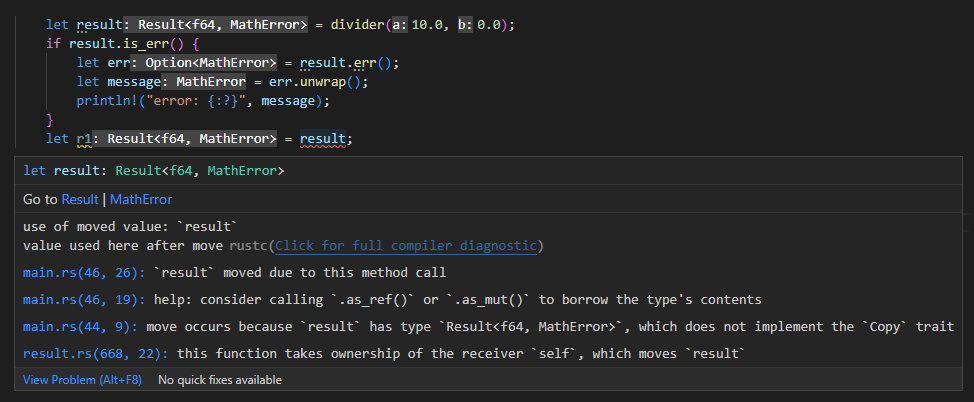 let result: Result<f64, MathError> = divider(a: 10.0, b: 0.0);
if result.is_err() {
let err: Option<MathError> = result.err();
let message: MathError = err.unwrap();
println!("error: {:?}", message);
}
let r1: Result<f64, MathError> = result;
let result: Result<f64, MathError>
Go to Result | MathError
use of moved value: `result`
value used here after move rustc(Click for full compiler diagnostic)
main.rs(46, 26): `result` moved due to this method call
main.rs(46, 19): help: consider calling `.as_ref()` or `.as_mut()` to borrow the type's contents
main.rs(44, 9): move occurs because `result` has type `Result<f64, MathError>`, which does not implement the `Copy` trait
result.rs(668, 22): this function takes ownership of the receiver `self`, which moves `result`
View Problem (Alt+F8) No quick fixes available